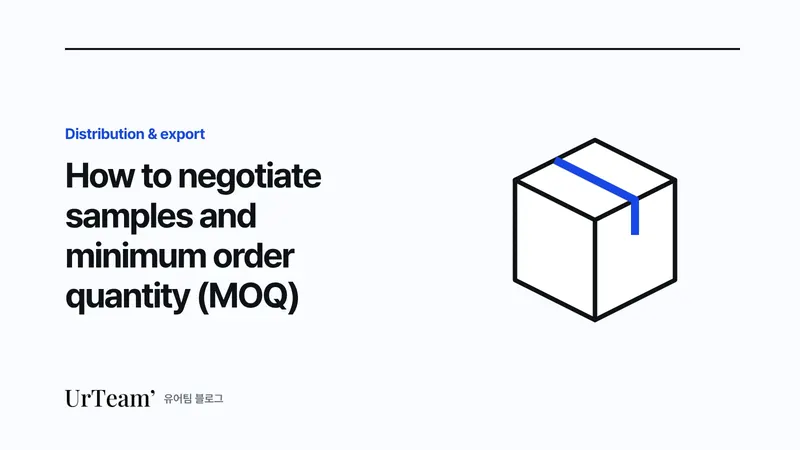 Distribution & export
How to negotiate
samples and
minimum order
quantity (MOQ)
UrTeam’ 유어팀 블로그